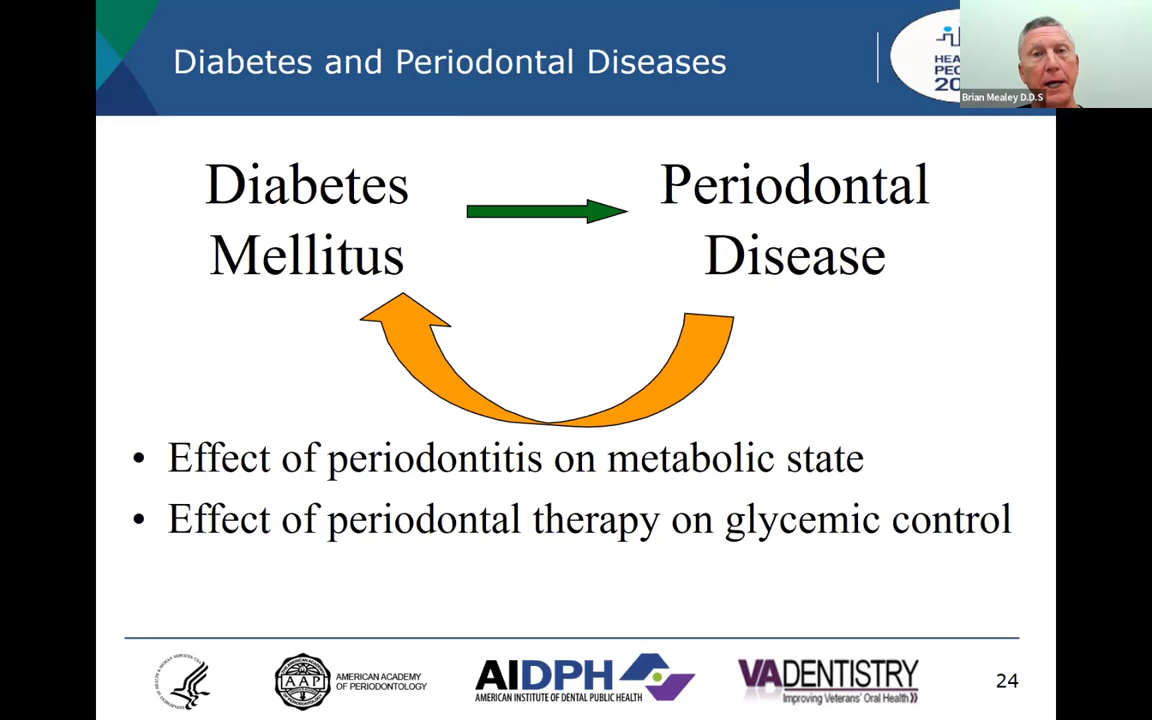 Diabetes and Periodontal Diseases
Brian Mealey D.D.S
Diabetes
Mellitus
Periodontal
Disease
• Effect of periodontitis on metabolic state
• Effect of periodontal therapy on glycemic control
AAP
AMERICAN ACADEMY
OF PERIODONTOLOGY
AIDPH
AMERICAN INSTITUTE OF DENTAL PUBLIC HEALTH
VADENTISTRY
Improving Veterans' Oral Health
24